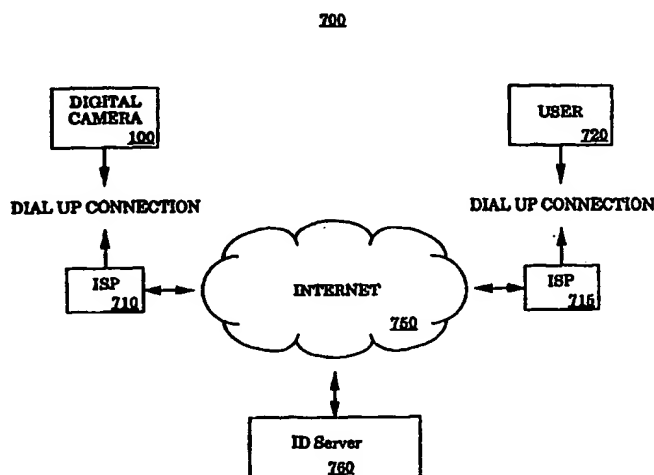 700
DIGITAL
CAMERA
100
USER
720
DIAL UP CONNECTION
DIAL UP CONNECTION
ISP
710
INTERNET
750
ISP
715
ID Server
760